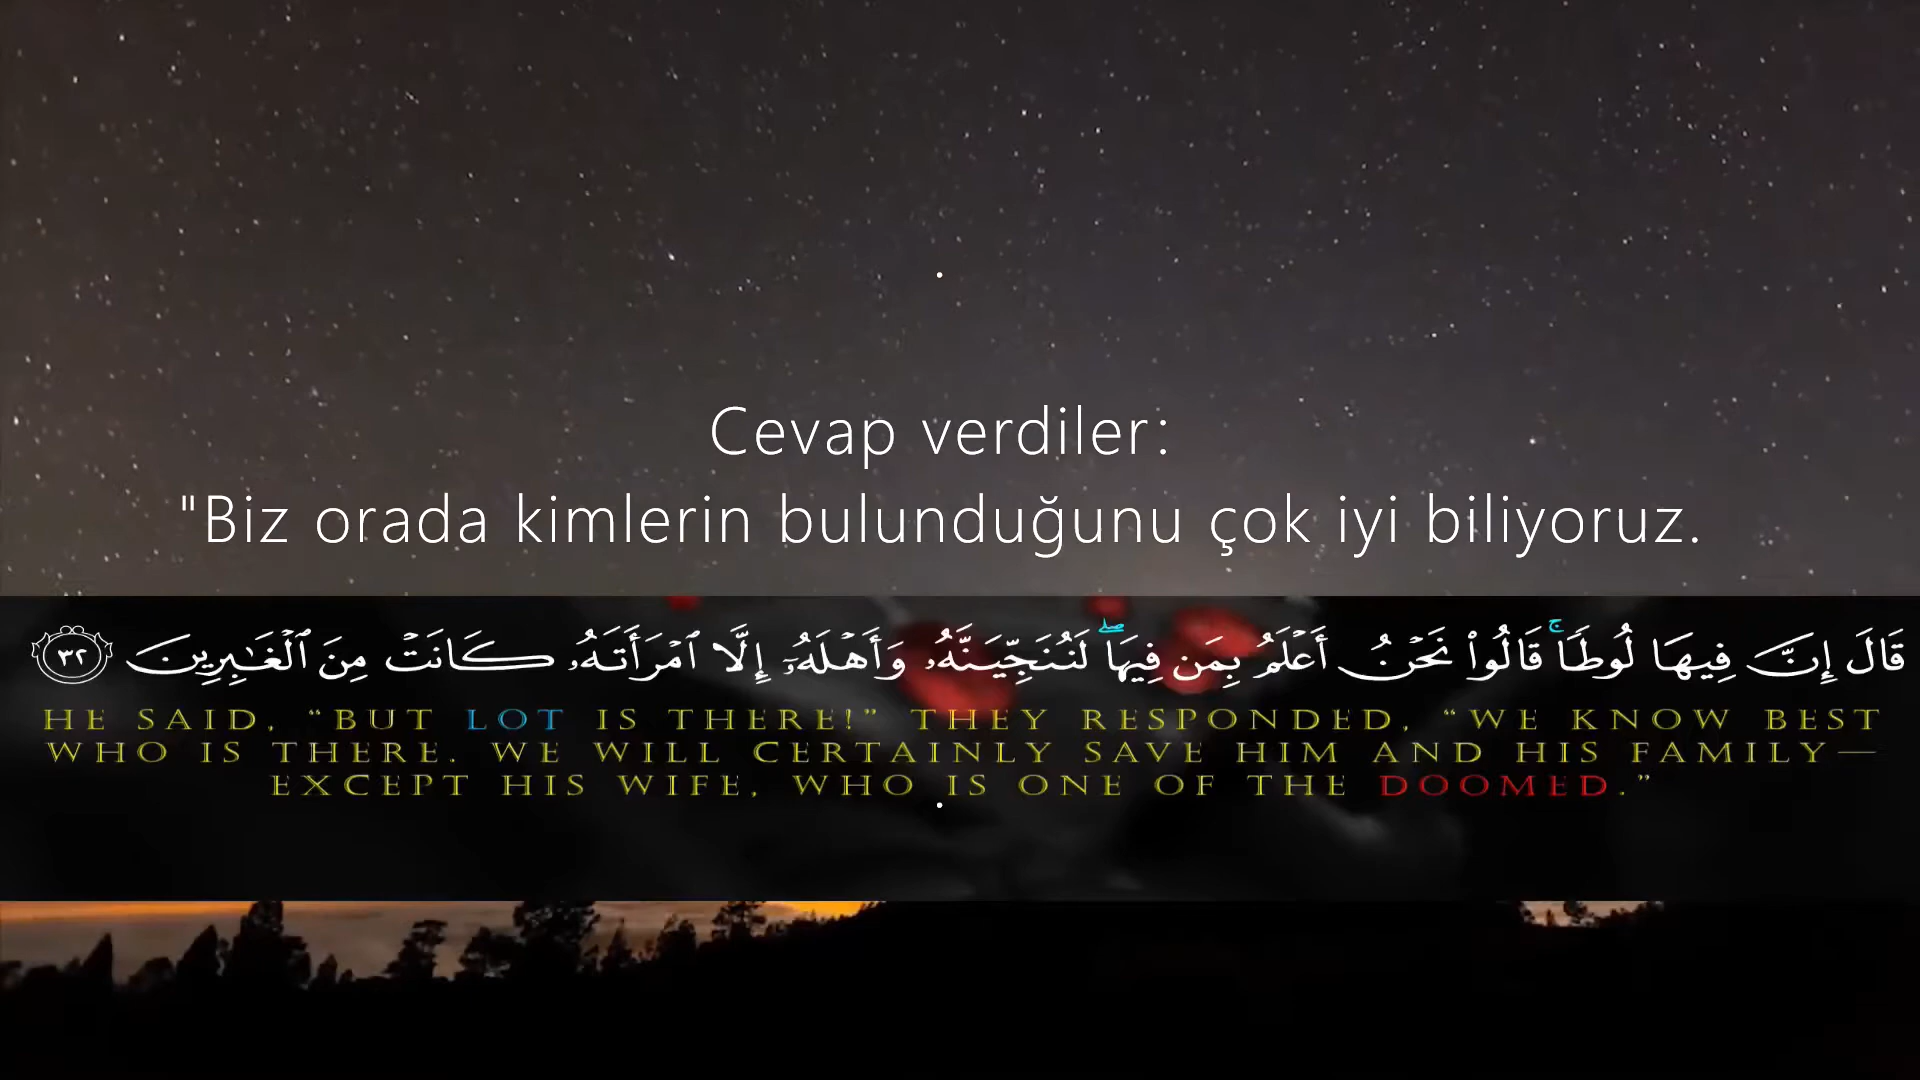 Cevap verdiler:
"Biz orada kimlerin bulunduğunu çok iyi biliyoruz.
قَالَ إِنَّ فِيهَا لُوطًاۚ قَالُوا۟ نَحْنُ أَعْلَمُ بِمَن فِيهَاۖ لَنُنَجِّيَنَّهُۥ وَأَهْلَهُۥٓ إِلَّا ٱمْرَأَتَهُۥ كَانَتْ مِنَ ٱلْغَـٰبِرِينَ ٣٢
HE SAID, “BUT LOT IS THERE!” THEY RESPONDED, “WE KNOW BEST
WHO IS THERE. WE WILL CERTAINLY SAVE HIM AND HIS FAMILY—
EXCEPT HIS WIFE, WHO IS ONE OF THE DOOMED.”